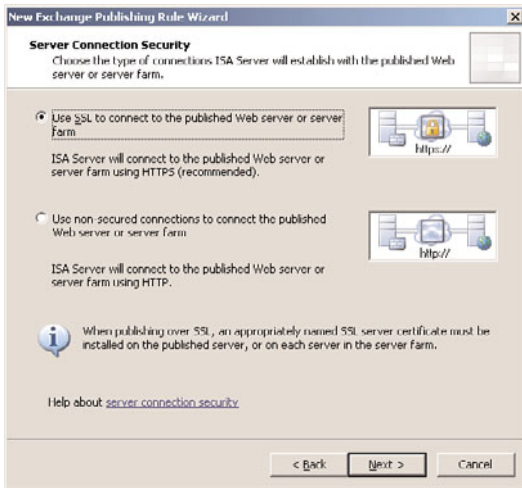 New Exchange Publishing Rule Wizard
Server Connection Security
Choose the type of connections ISA Server will establish with the published Web
server or server farm.
Use SSL to connect to the published Web server or server
farm
https://
ISA Server will connect to the published Web server or
server farm using HTTPS (recommended).
Use non-secured connections to connect the published
Web server or server farm
http://
ISA Server will connect to the published Web server or
server farm using HTTP.
When publishing over SSL, an appropriately named SSL server certificate must be
installed on the published server, or on each server in the server farm.
Help about server connection security
< Back
Next >
Cancel